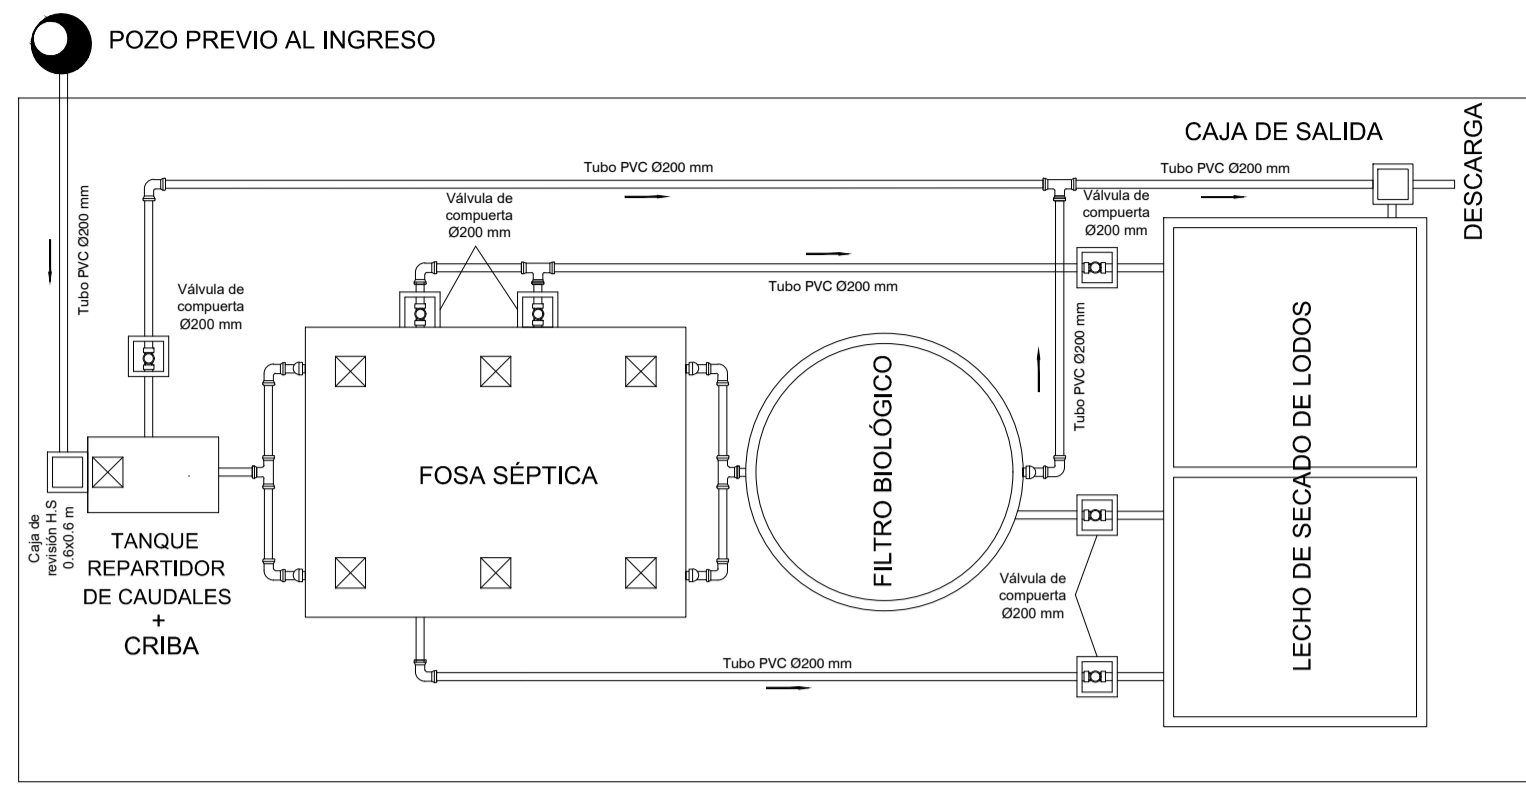 POZO PREVIO AL INGRESO
CAJA DE SALIDA
DESCARGA
Tubo PVC Ø200 mm
Tubo PVC Ø200 mm
Tubo PVC Ø200 mm
Válvula de
compuerta
Ø200 mm
Válvula de
compuerta
Ø200 mm
Válvula de
compuerta
Ø200 mm
Tubo PVC Ø200 mm
Tubo PVC Ø200 mm
FOSA SÉPTICA
FILTRO BIOLÓGICO
LECHO DE SECADO DE LODOS
Caja de
revisión H.S
0.6x0.6 m
TANQUE
REPARTIDOR
DE CAUDALES
+
CRIBA
Válvula de
compuerta
Ø200 mm
Tubo PVC Ø200 mm